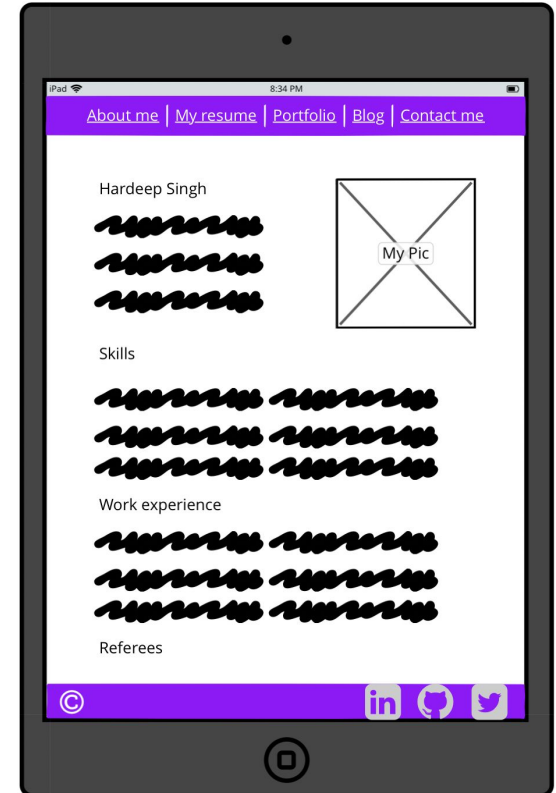 iPad 8:34 PM
About me | My resume | Portfolio | Blog | Contact me
Hardeep Singh
My Pic
Skills
Work experience
Referees
© in